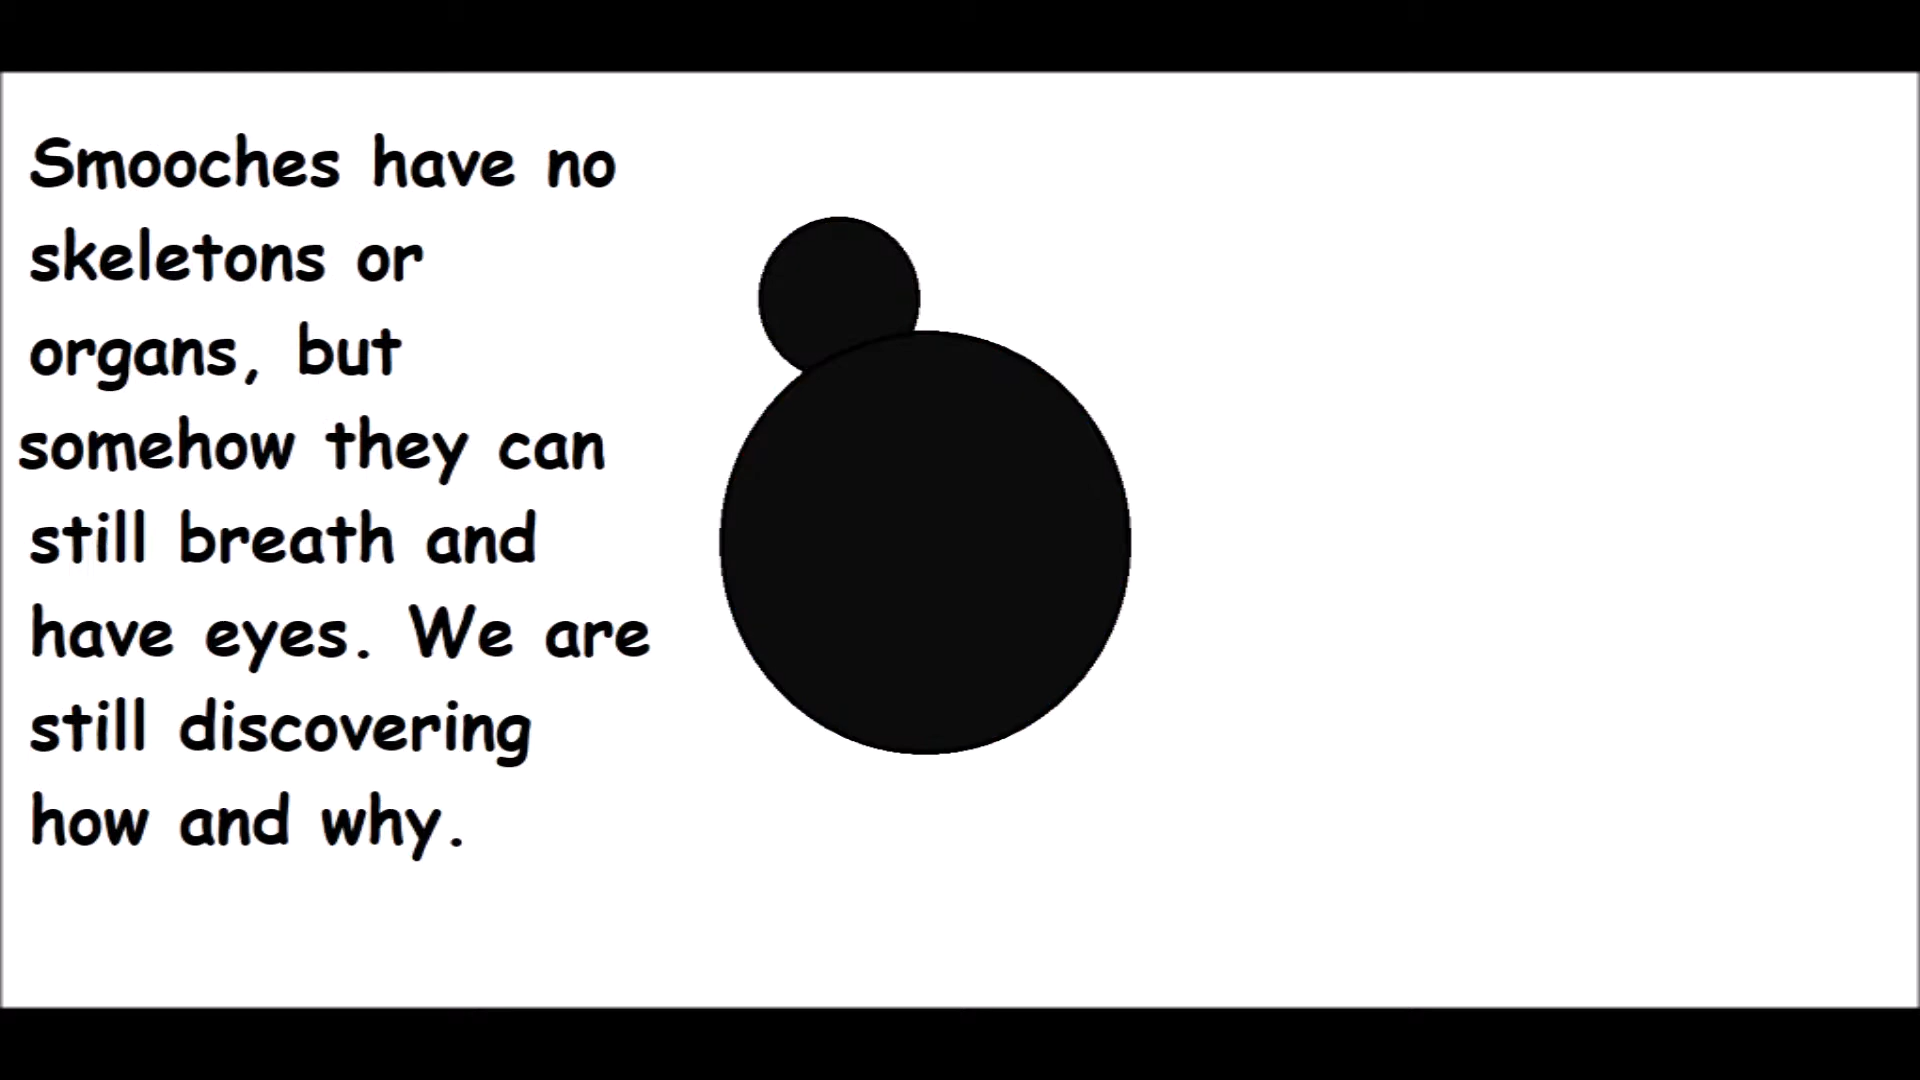 Smooches have no
skeletons or
organs, but
somehow they can
still breath and
have eyes. We are
still discovering
how and why.